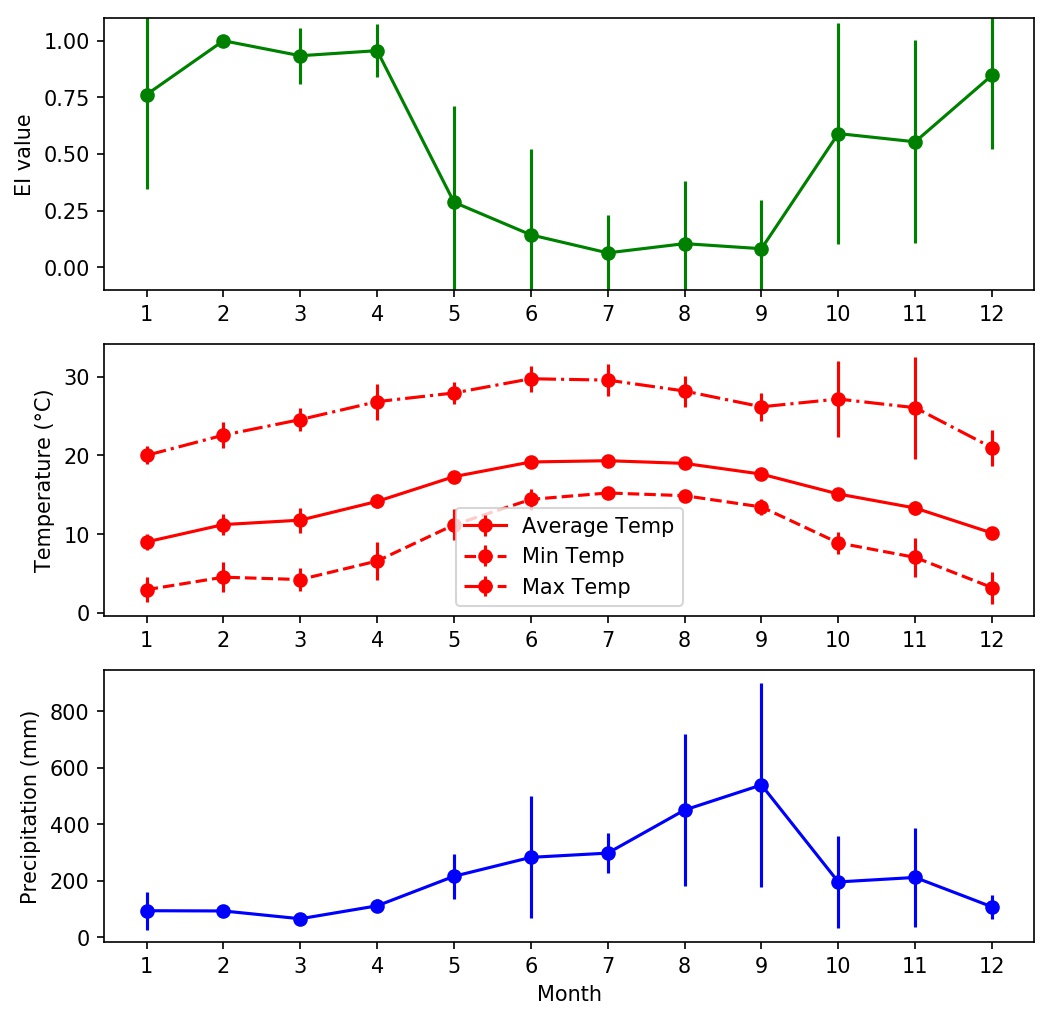 1.00
0.75
0.50
0.25
0.00
EI value
1 2 3 4 5 6 7 8 9 10 11 12
30
20
10
0
Temperature (°C)
Average Temp
Min Temp
Max Temp
1 2 3 4 5 6 7 8 9 10 11 12
800
600
400
200
0
Precipitation (mm)
1 2 3 4 5 6 7 8 9 10 11 12
Month